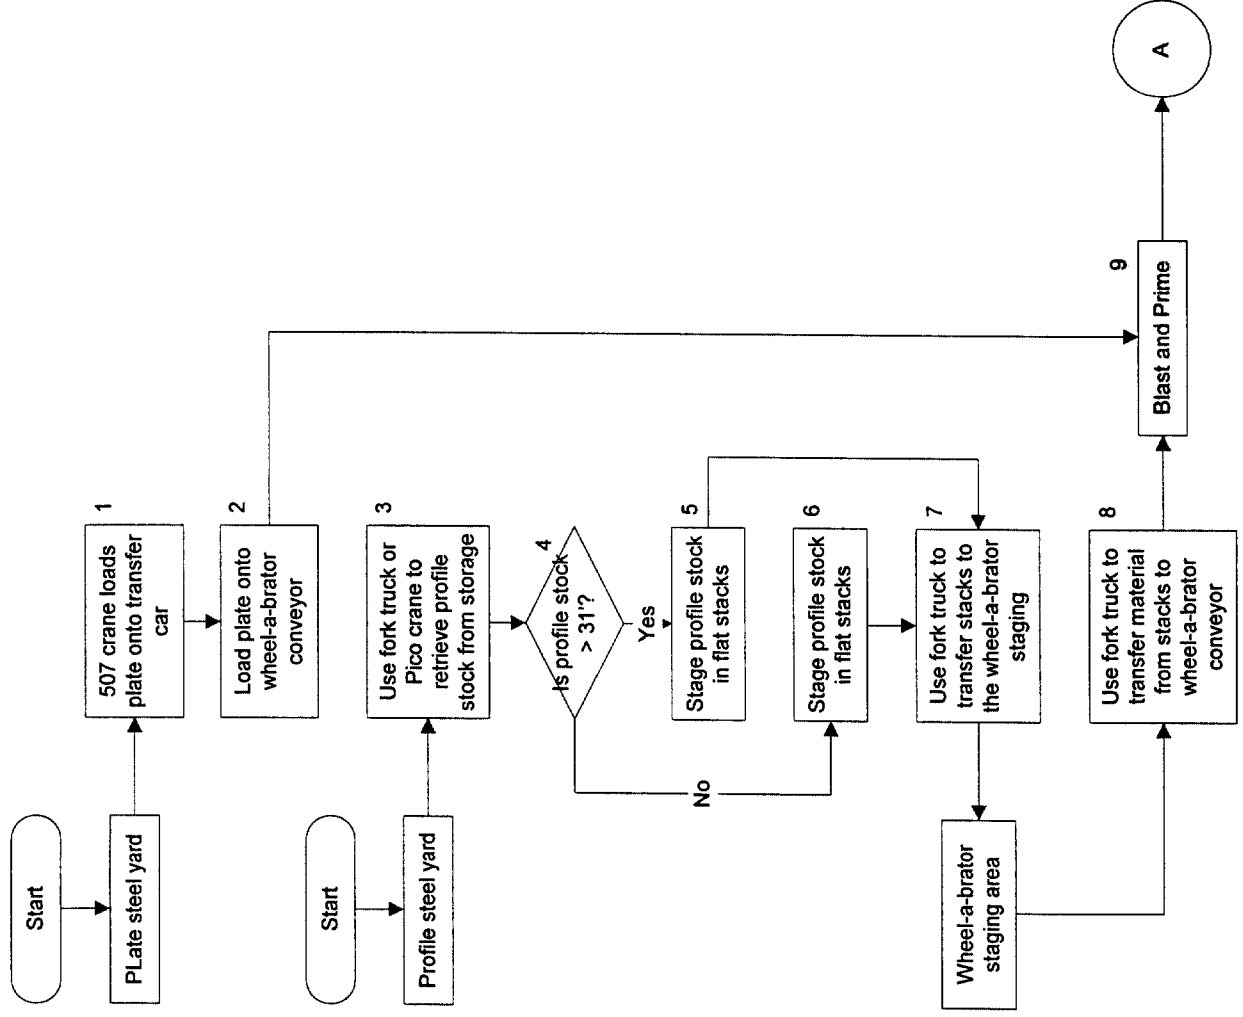 Start
PLate steel yard
1
507 crane loads
plate onto transfer
car
2
Load plate onto
wheel-a-brator
conveyor
Start
Profile steel yard
3
Use fork truck or
Pico crane to
retrieve profile
stock from storage
4
Is profile stock
> 31'?
Yes
No
5
Stage profile stock
in flat stacks
6
Stage profile stock
in flat stacks
7
Use fork truck to
transfer stacks to
the wheel-a-brator
staging
Wheel-a-brator
staging area
8
Use fork truck to
transfer material
from stacks to
wheel-a-brator
conveyor
9
Blast and Prime
A